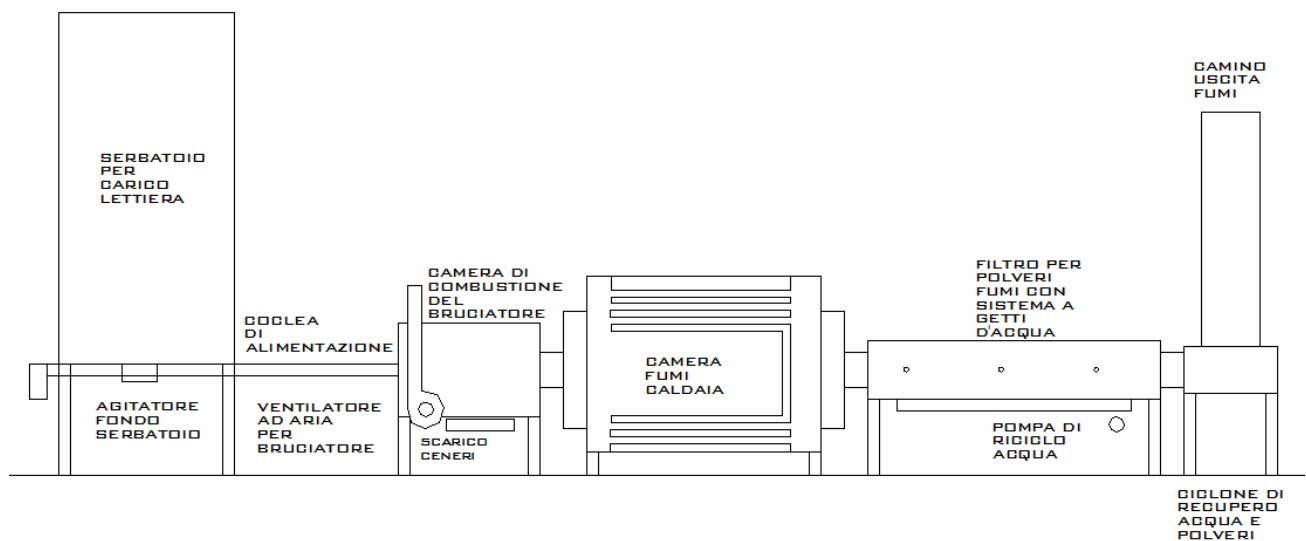 SERBATOIO
PER
CARICO
LETTIERA
COCLEA
DI
ALIMENTAZIONE
AGITATORE
FONDO
SERBATOIO
VENTILATORE
AD ARIA
PER
BRUCIATORE
CAMERA DI
COMBUSTIONE
DEL
BRUCIATORE
SCARICO
CENERI
CAMERA
FUMI
CALDAIA
FILTRO PER
POLVERI
FUMI CON
SISTEMA A
GETTI
D'ACQUA
POMPA DI
RICICLO
ACQUA
CAMINO
USCITA
FUMI
CICLONE DI
RECUPERO
ACQUA E
POLVERI